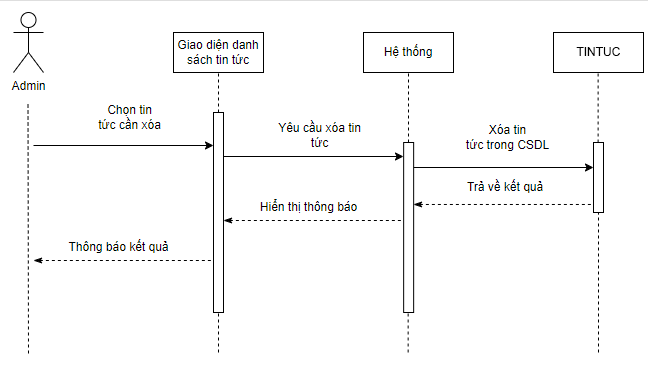 Giao diện danh
sách tin tức
Hệ thống
TINTUC
Admin
Chọn tin
tức cần xóa
Yêu cầu xóa tin
tức
Xóa tin
tức trong CSDL
Trả về kết quả
Hiển thị thông báo
Thông báo kết quả